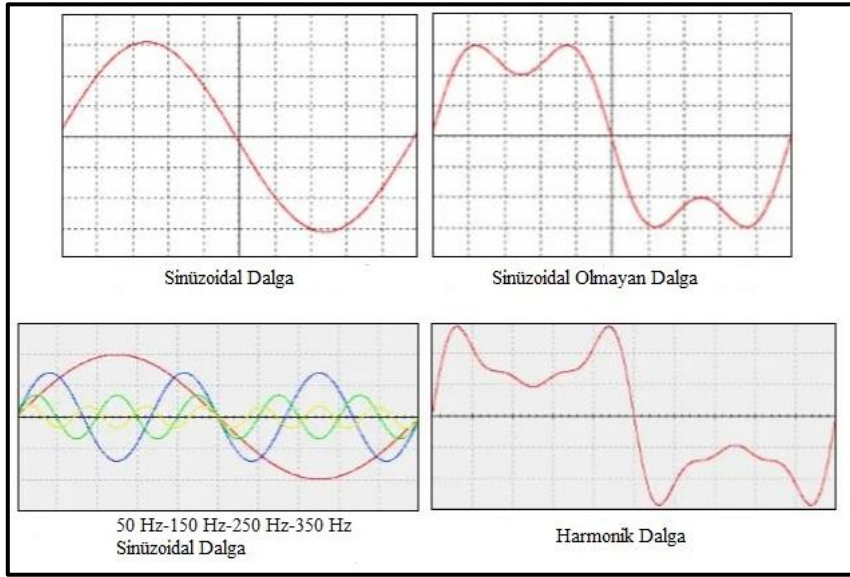 Sinüzoidal Dalga
Sinüzoidal Olmayan Dalga
50 Hz-150 Hz-250 Hz-350 Hz
Sinüzoidal Dalga
Harmonik Dalga